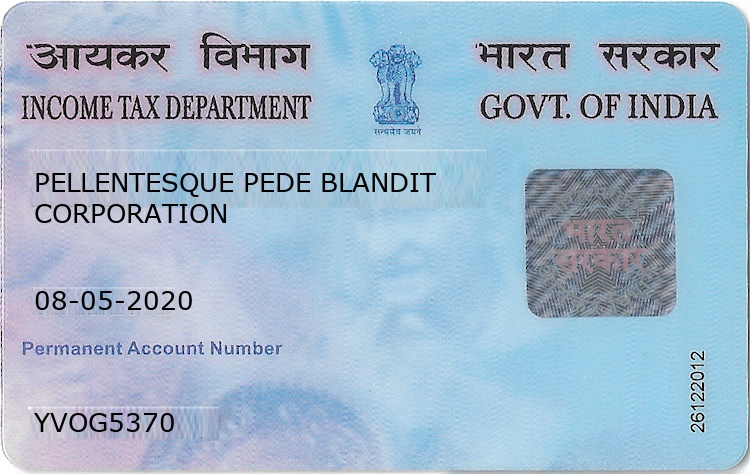 आयकर विभाग
भारत सरकार
INCOME TAX DEPARTMENT
GOVT. OF INDIA
सत्यमेव जयते
PELLENTESQUE PEDE BLANDIT
CORPORATION
भारत
सरकार
08-05-2020
Permanent Account Number
YVOG5370
26122012